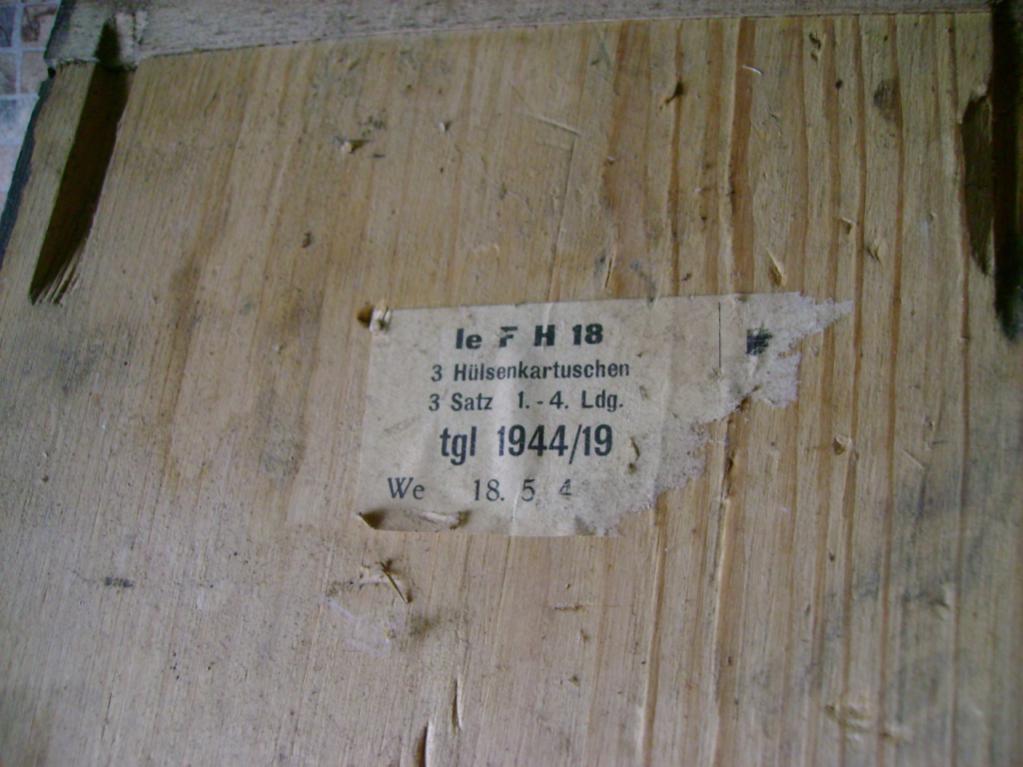 le F H 18
3 Hülsenkartuschen
3 Satz 1.-4. Ldg.
tgl 1944/19
We 18. 5 4